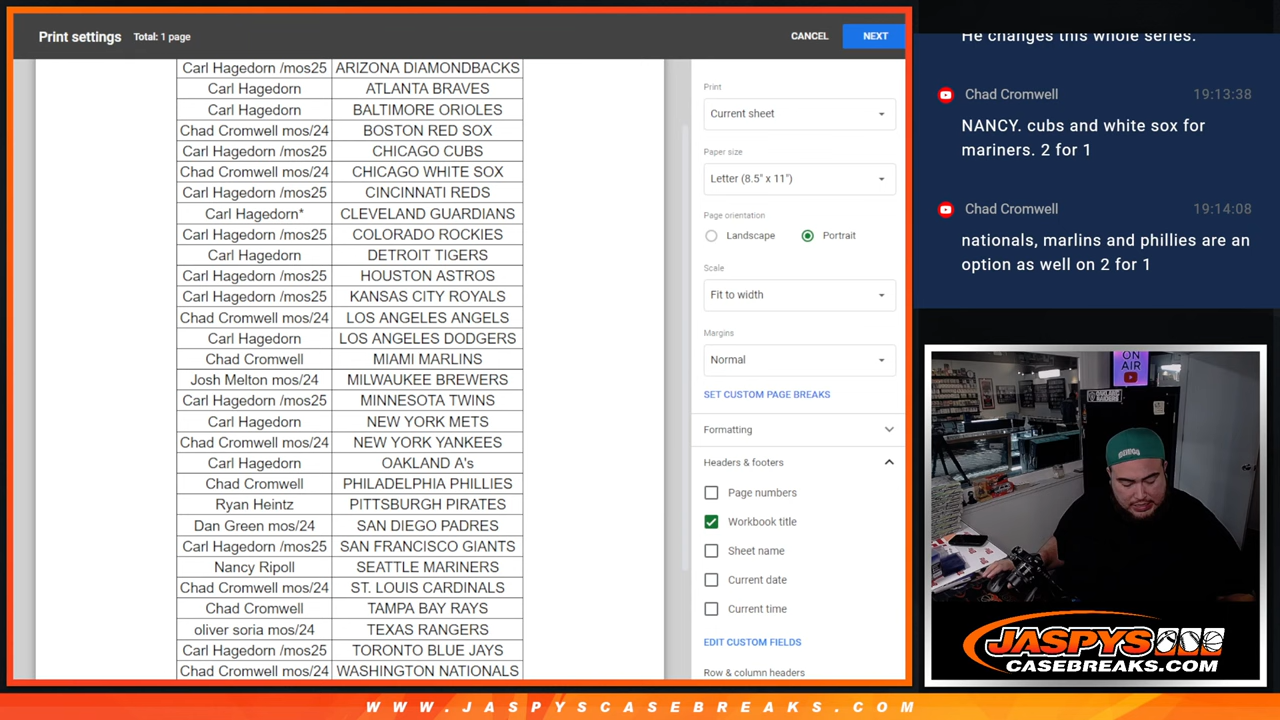 Print settings Total: 1 page CANCEL NEXT
Carl Hagedorn /mos25 ARIZONA DIAMONDBACKS
Carl Hagedorn ATLANTA BRAVES
Carl Hagedorn BALTIMORE ORIOLES
Chad Cromwell mos/24 BOSTON RED SOX
Carl Hagedorn /mos25 CHICAGO CUBS
Chad Cromwell mos/24 CHICAGO WHITE SOX
Carl Hagedorn /mos25 CINCINNATI REDS
Carl Hagedorn* CLEVELAND GUARDIANS
Carl Hagedorn /mos25 COLORADO ROCKIES
Carl Hagedorn DETROIT TIGERS
Carl Hagedorn /mos25 HOUSTON ASTROS
Carl Hagedorn /mos25 KANSAS CITY ROYALS
Chad Cromwell mos/24 LOS ANGELES ANGELS
Carl Hagedorn LOS ANGELES DODGERS
Chad Cromwell MIAMI MARLINS
Josh Melton mos/24 MILWAUKEE BREWERS
Carl Hagedorn /mos25 MINNESOTA TWINS
Carl Hagedorn NEW YORK METS
Chad Cromwell mos/24 NEW YORK YANKEES
Carl Hagedorn OAKLAND A's
Chad Cromwell PHILADELPHIA PHILLIES
Ryan Heintz PITTSBURGH PIRATES
Dan Green mos/24 SAN DIEGO PADRES
Carl Hagedorn /mos25 SAN FRANCISCO GIANTS
Nancy Ripoll SEATTLE MARINERS
Chad Cromwell mos/24 ST. LOUIS CARDINALS
Chad Cromwell TAMPA BAY RAYS
oliver soria mos/24 TEXAS RANGERS
Carl Hagedorn /mos25 TORONTO BLUE JAYS
Chad Cromwell mos/24 WASHINGTON NATIONALS
Print
Current sheet
Paper size
Letter (8.5" x 11")
Page orientation
Landscape Portrait
Scale
Fit to width
Margins
Normal
SET CUSTOM PAGE BREAKS
Formatting
Headers & footers
Page numbers
Workbook title
Sheet name
Current date
Current time
EDIT CUSTOM FIELDS
Row & column headers
He changes this whole series.
Chad Cromwell 19:13:38
NANCY. cubs and white sox for
mariners. 2 for 1
Chad Cromwell 19:14:08
nationals, marlins and phillies are an
option as well on 2 for 1
ON
AIR
JASPYS
CASEBREAKS.COM
WWW.JASPYSCASEBREAKS.COM